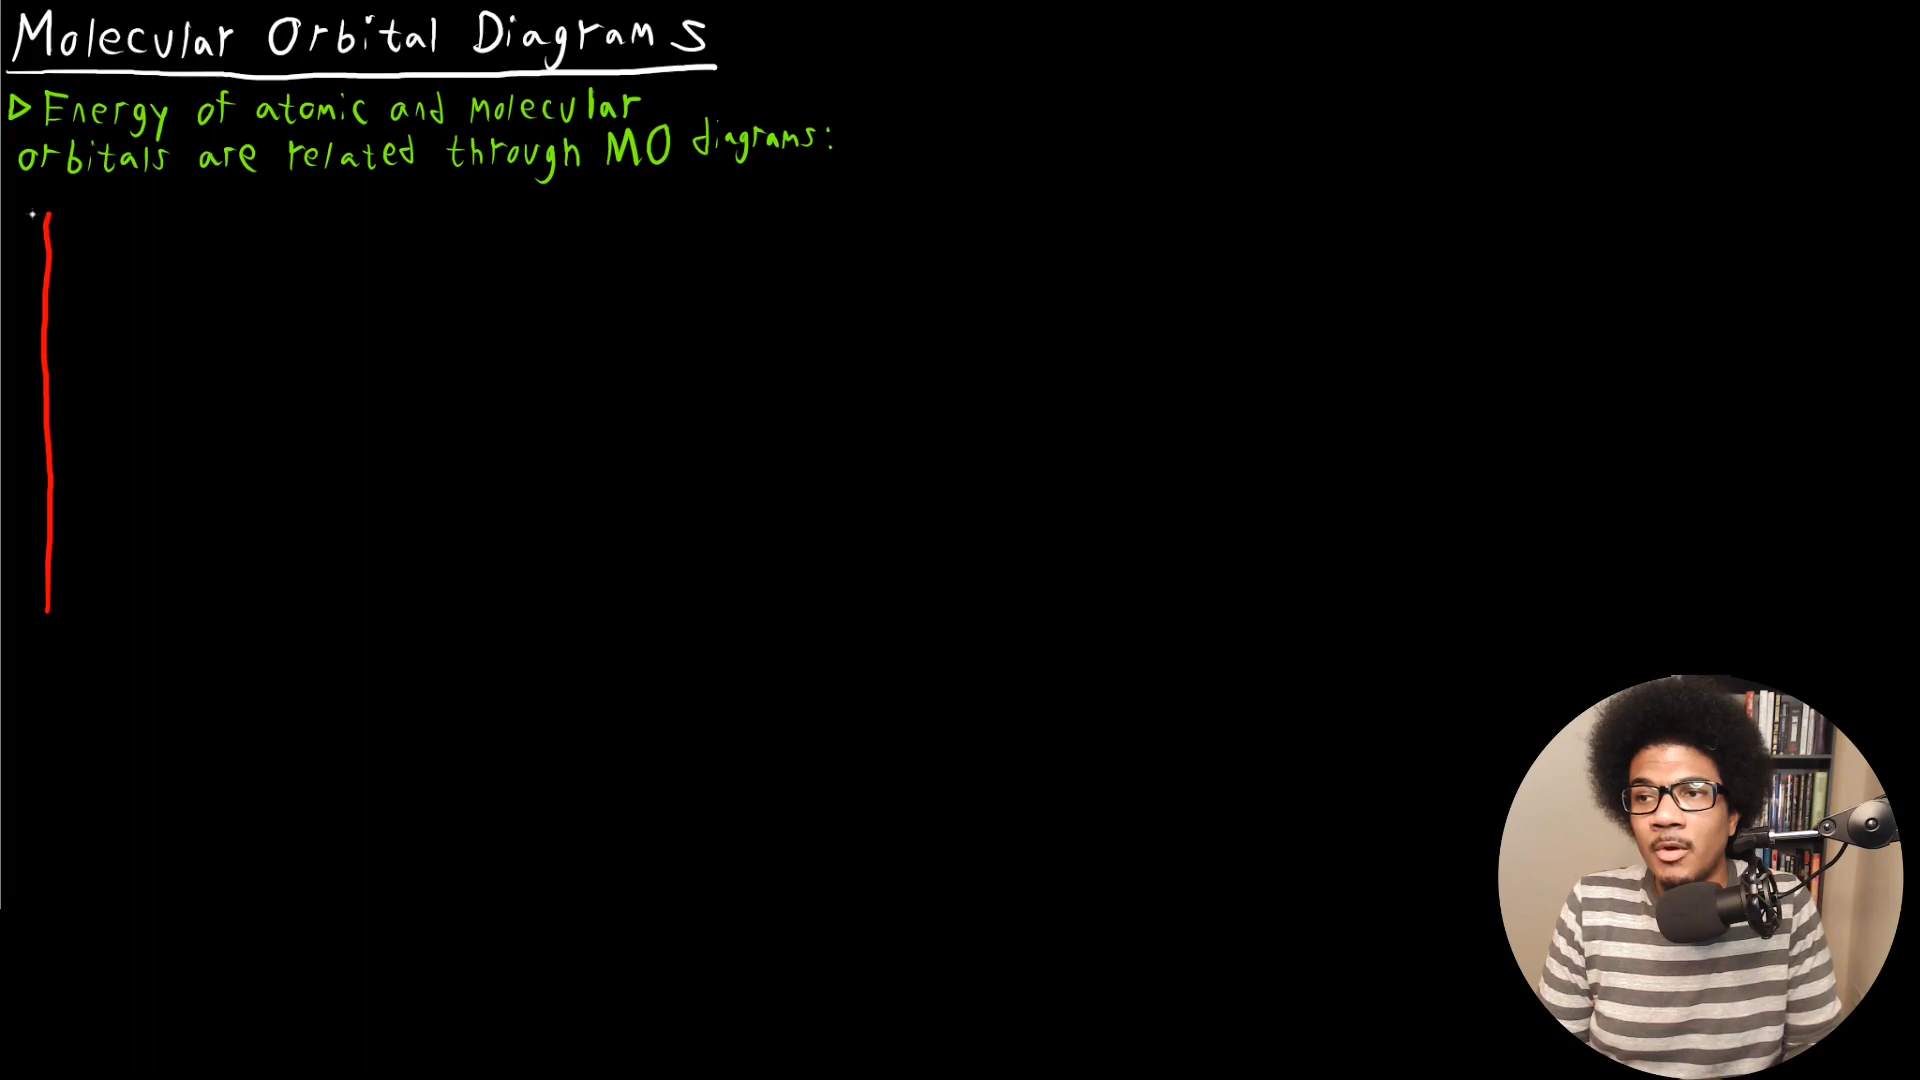 Molecular Orbital Diagrams
▷ Energy of atomic and molecular
orbitals are related through MO diagrams: